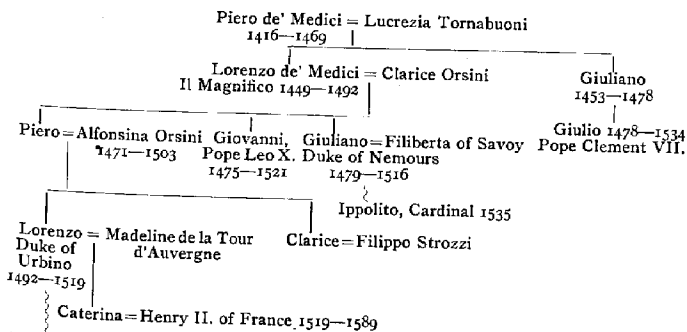 Piero de' Medici = Lucrezia Tornabuoni
1416—1469
Lorenzo de' Medici = Clarice Orsini
Il Magnifico 1449—1492
Giuliano
1453—1478
Piero = Alfonsina Orsini
1471—1503
Giovanni,
Pope Leo X.
1475—1521
Giuliano = Filiberta of Savoy
Duke of Nemours
1479—1516
Giulio 1478—1534
Pope Clement VII.
Ippolito, Cardinal 1535
Lorenzo = Madeline de la Tour
Duke of d'Auvergne
Urbino
1492—1519
Clarice = Filippo Strozzi
Caterina = Henry II. of France 1519—1589